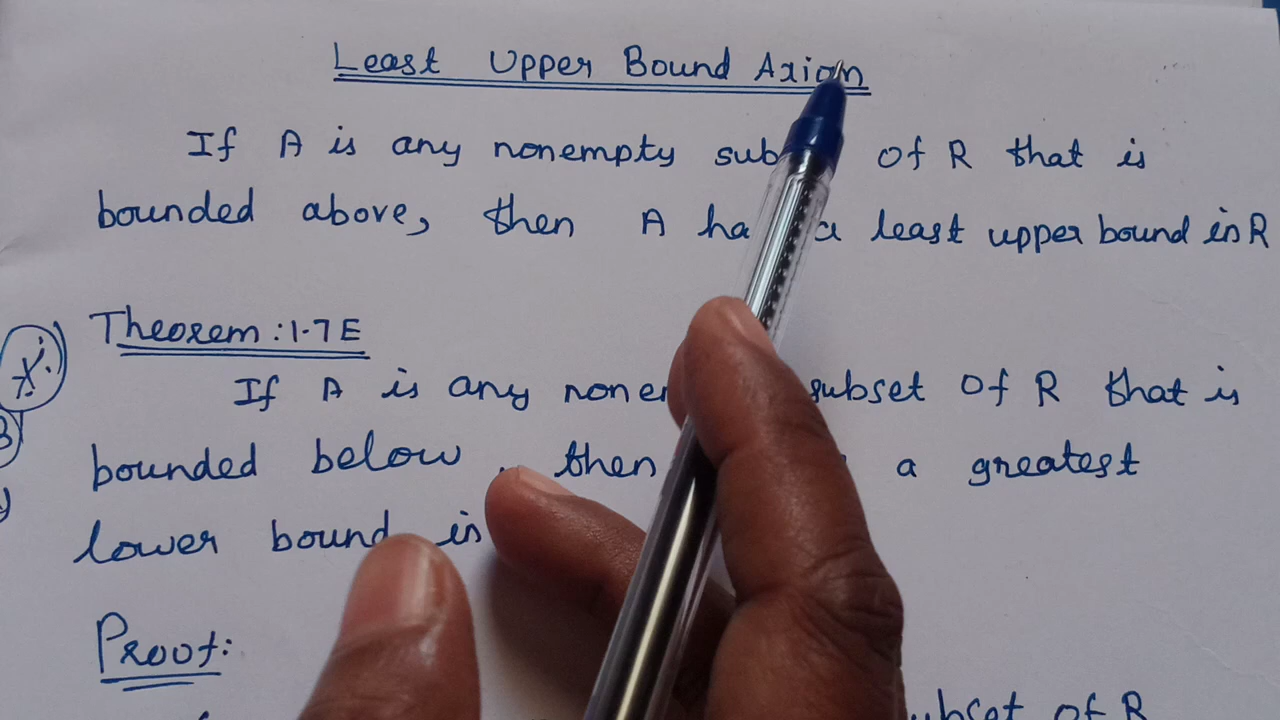 Least Upper Bound Axiom
If A is any nonempty sub of R that is
bounded above, then A ha a least upper bound in R
Theorem : 1.7 E
If A is any nonem subset of R that is
bounded below, then a greatest
lower bound in
Proof:
subset of R